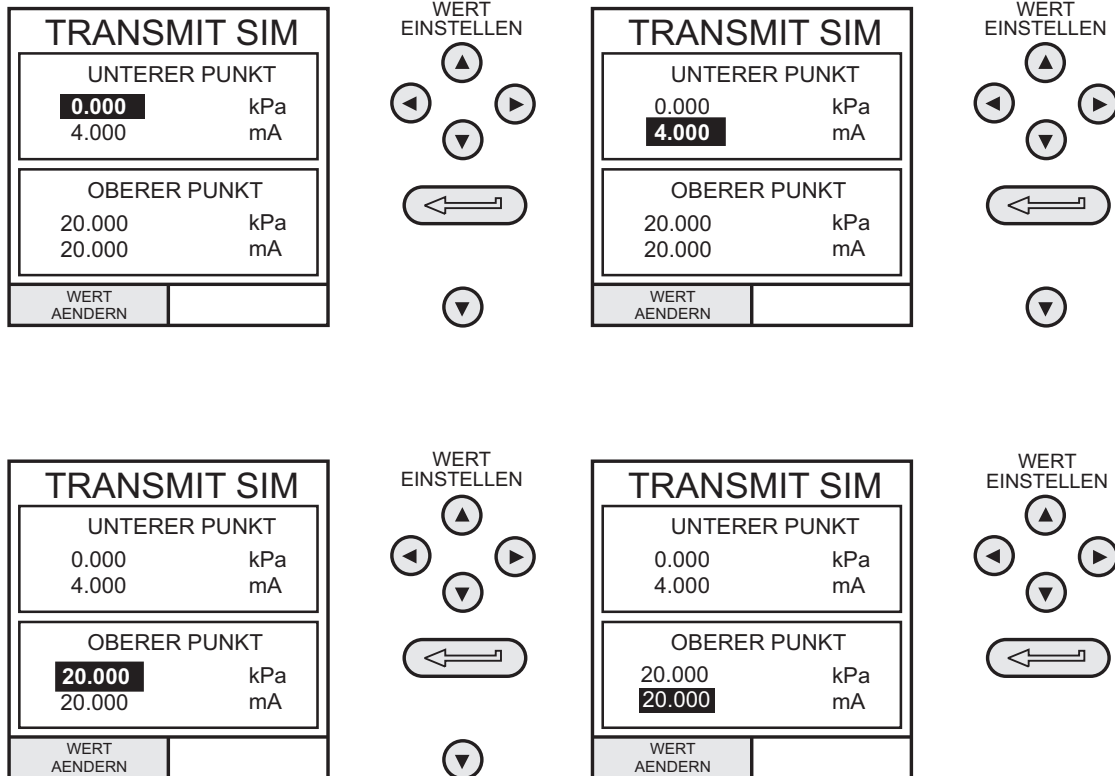 TRANSMIT SIM
UNTERER PUNKT
0.000 kPa
4.000 mA
OBERER PUNKT
20.000 kPa
20.000 mA
WERT
AENDERN
WERT
EINSTELLEN
TRANSMIT SIM
UNTERER PUNKT
0.000 kPa
4.000 mA
OBERER PUNKT
20.000 kPa
20.000 mA
WERT
AENDERN
WERT
EINSTELLEN
TRANSMIT SIM
UNTERER PUNKT
0.000 kPa
4.000 mA
OBERER PUNKT
20.000 kPa
20.000 mA
WERT
AENDERN
WERT
EINSTELLEN
TRANSMIT SIM
UNTERER PUNKT
0.000 kPa
4.000 mA
OBERER PUNKT
20.000 kPa
20.000 mA
WERT
AENDERN
WERT
EINSTELLEN